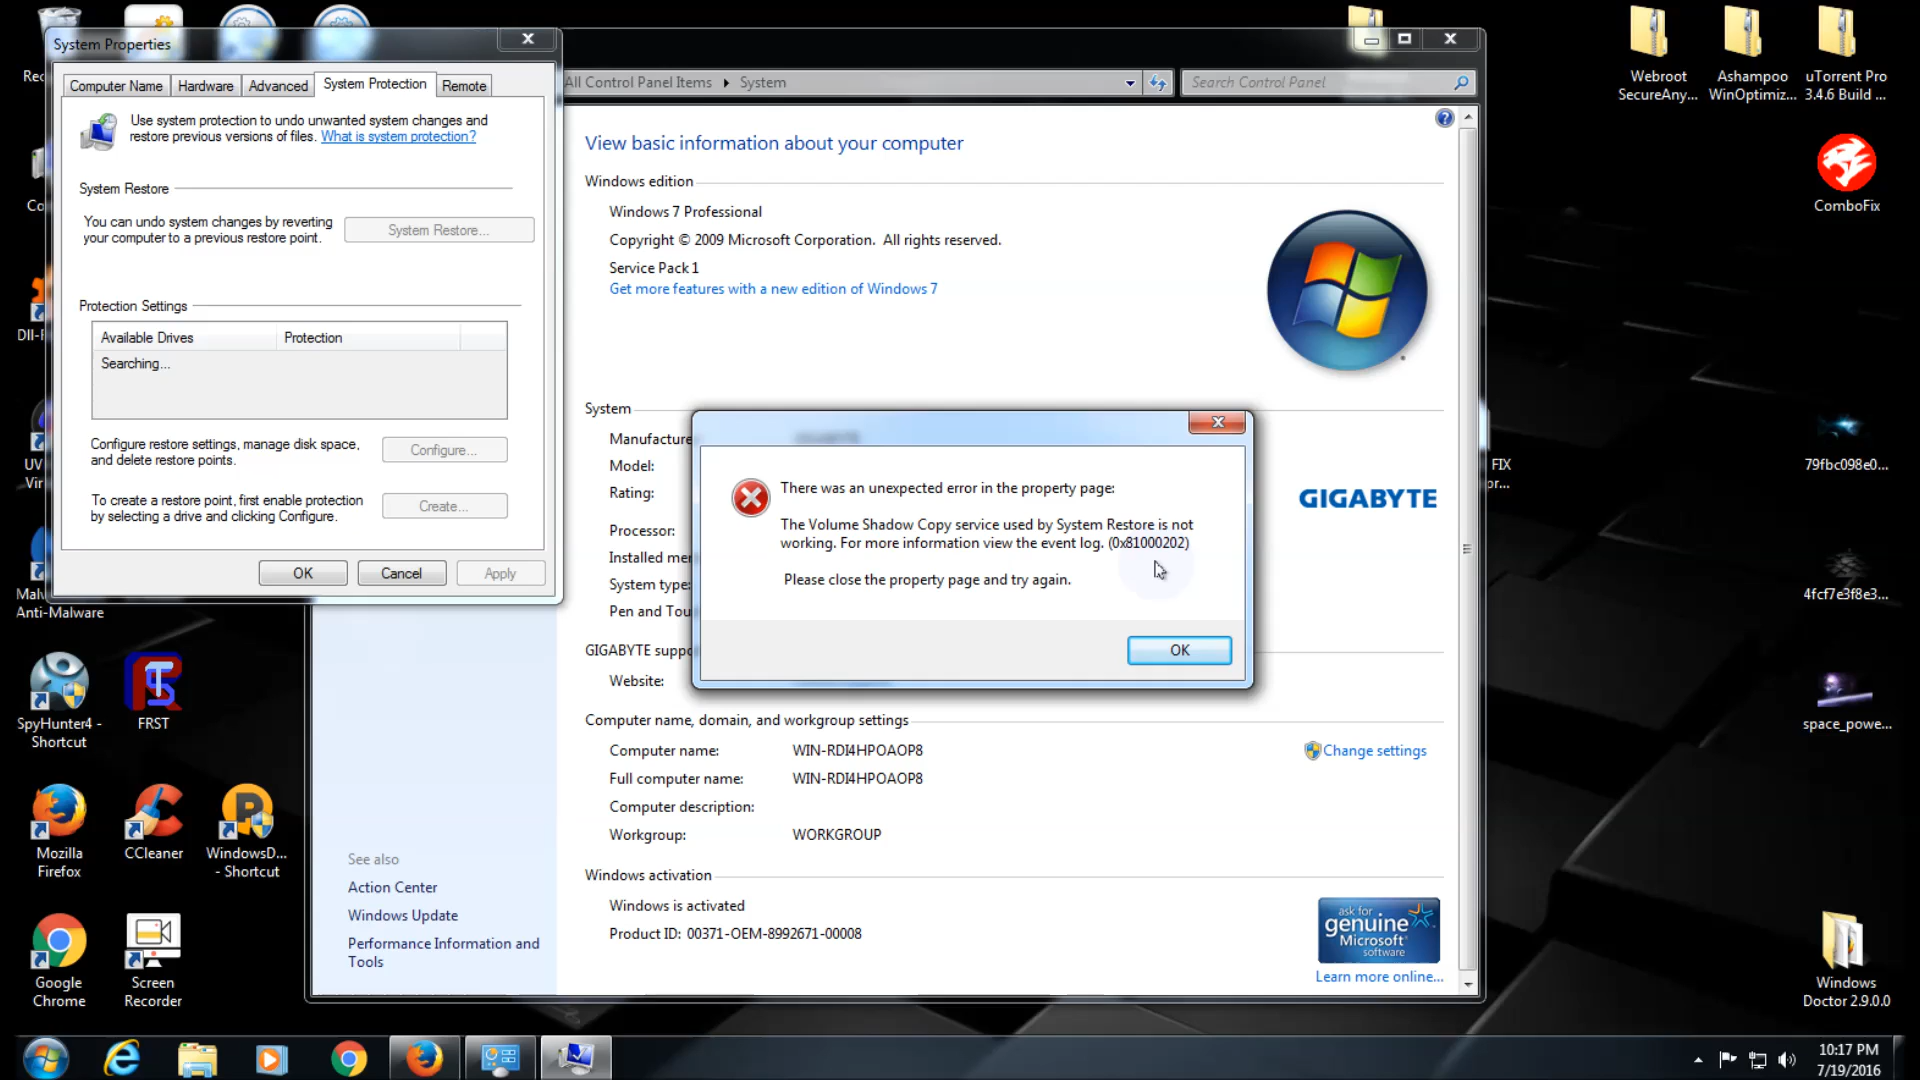 System Properties
Computer Name
Hardware
Advanced
System Protection
Remote
Use system protection to undo unwanted system changes and
restore previous versions of files. What is system protection?
System Restore
You can undo system changes by reverting
your computer to a previous restore point.
System Restore...
Protection Settings
Available Drives
Protection
Searching...
Configure restore settings, manage disk space,
and delete restore points.
Configure...
To create a restore point, first enable protection
by selecting a drive and clicking Configure.
Create...
OK
Cancel
Apply
All Control Panel Items
System
Search Control Panel
View basic information about your computer
Windows edition
Windows 7 Professional
Copyright © 2009 Microsoft Corporation. All rights reserved.
Service Pack 1
Get more features with a new edition of Windows 7
System
Model:
Rating:
Processor:
System type:
GIGABYTE
Website:
There was an unexpected error in the property page:
The Volume Shadow Copy service used by System Restore is not
working. For more information view the event log. (0x81000202)
Please close the property page and try again.
OK
Computer name, domain, and workgroup settings
Computer name: WIN-RDI4HPOAOP8
Change settings
Full computer name: WIN-RDI4HPOAOP8
Computer description:
Workgroup: WORKGROUP
Windows activation
Windows is activated
Product ID: 00371-OEM-8992671-00008
ask for
genuine
Microsoft
software
Learn more online...
See also
Action Center
Windows Update
Performance Information and
Tools
Anti-Malware
SpyHunter4 -
Shortcut
FRST
Mozilla
Firefox
CCleaner
WindowsD...
- Shortcut
Google
Chrome
Screen
Recorder
Webroot
SecureAny...
Ashampoo
WinOptimiz...
uTorrent Pro
3.4.6 Build ...
ComboFix
FIX
79fbc098e0...
4fcf7e3f8e3...
space_powe...
Windows
Doctor 2.9.0.0
10:17 PM
7/19/2016